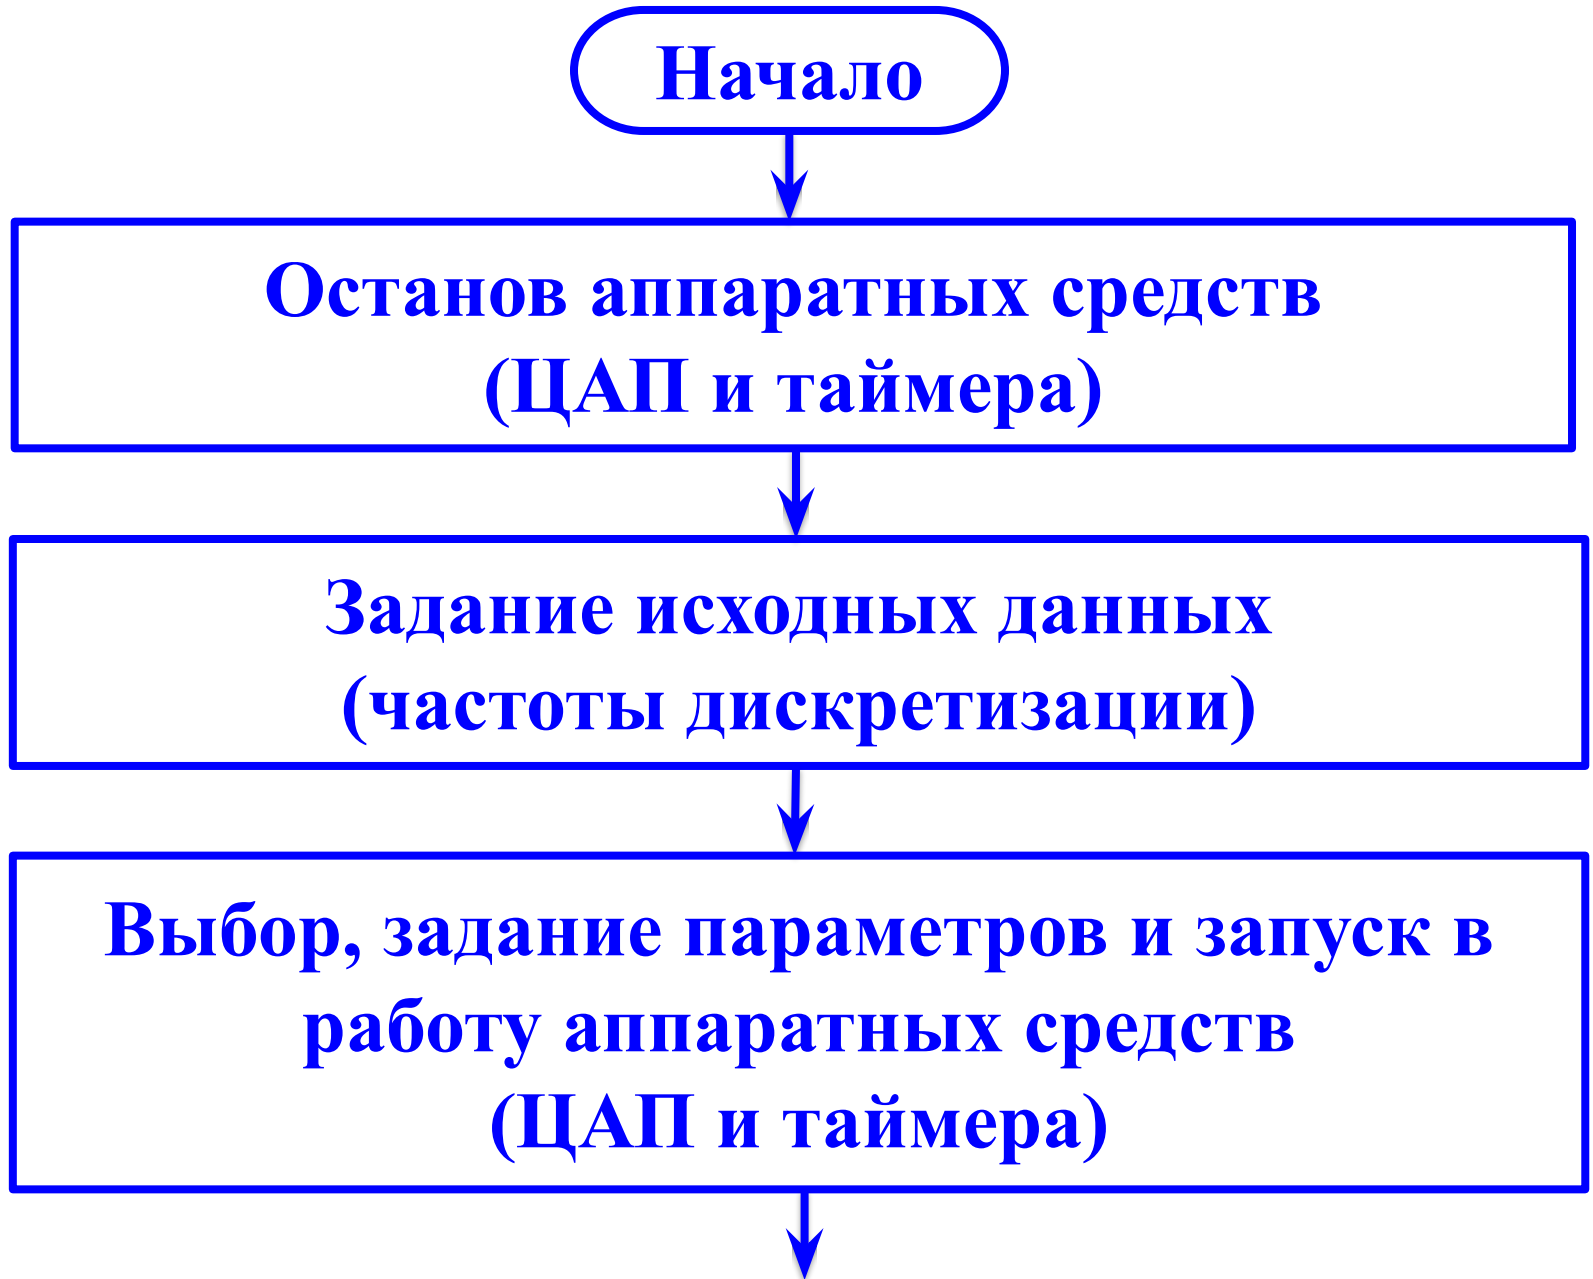 Начало
Останов аппаратных средств
(ЦАП и таймера)
Задание исходных данных
(частоты дискретизации)
Выбор, задание параметров и запуск в
работу аппаратных средств
(ЦАП и таймера)